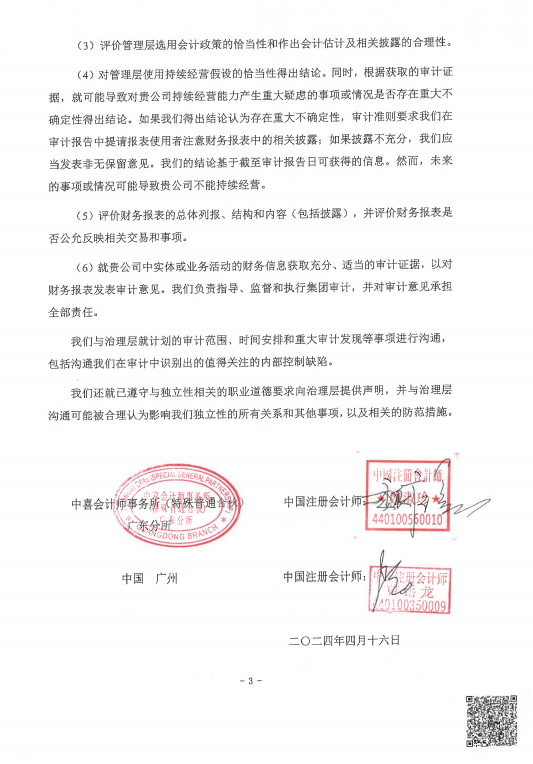 （3）评价管理层选用会计政策的恰当性和作出会计估计及相关披露的合理性。
（4）对管理层使用持续经营假设的恰当性得出结论。同时，根据获取的审计证
据，就可能导致对贵公司持续经营能力产生重大疑虑的事项或情况是否存在重大不
确定性得出结论。如果我们得出结论认为存在重大不确定性，审计准则要求我们在
审计报告中提请报表使用者注意财务报表中的相关披露；如果披露不充分，我们应
当发表非无保留意见。我们的结论基于截至审计报告日可获得的信息。然而，未来
的事项或情况可能导致贵公司不能持续经营。
（5）评价财务报表的总体列报、结构和内容（包括披露），并评价财务报表是
否公允反映相关交易和事项。
（6）就贵公司中实体或业务活动的财务信息获取充分、适当的审计证据，以对
财务报表发表审计意见。我们负责指导、监督和执行集团审计，并对审计意见承担
全部责任。
我们与治理层就计划的审计范围、时间安排和重大审计发现等事项进行沟通，
包括沟通我们在审计中识别出的值得关注的内部控制缺陷。
我们还就已遵守与独立性相关的职业道德要求向治理层提供声明，并与治理层
沟通可能被合理认为影响我们独立性的所有关系和其他事项，以及相关的防范措施。
中喜会计师事务所（特殊普通合伙）
广东分所
(SPECIAL GENERAL PARTNERSHIP)
GUANGDONG BRANCH
中喜会计师事务所
（特殊普通合伙）
广东分所
中国注册会计师：
中國注册會计师
440100560010
中国 广州
中国注册会计师：
中国注册会计师
龙
440100350009
二〇二四年四月十六日
- 3 -